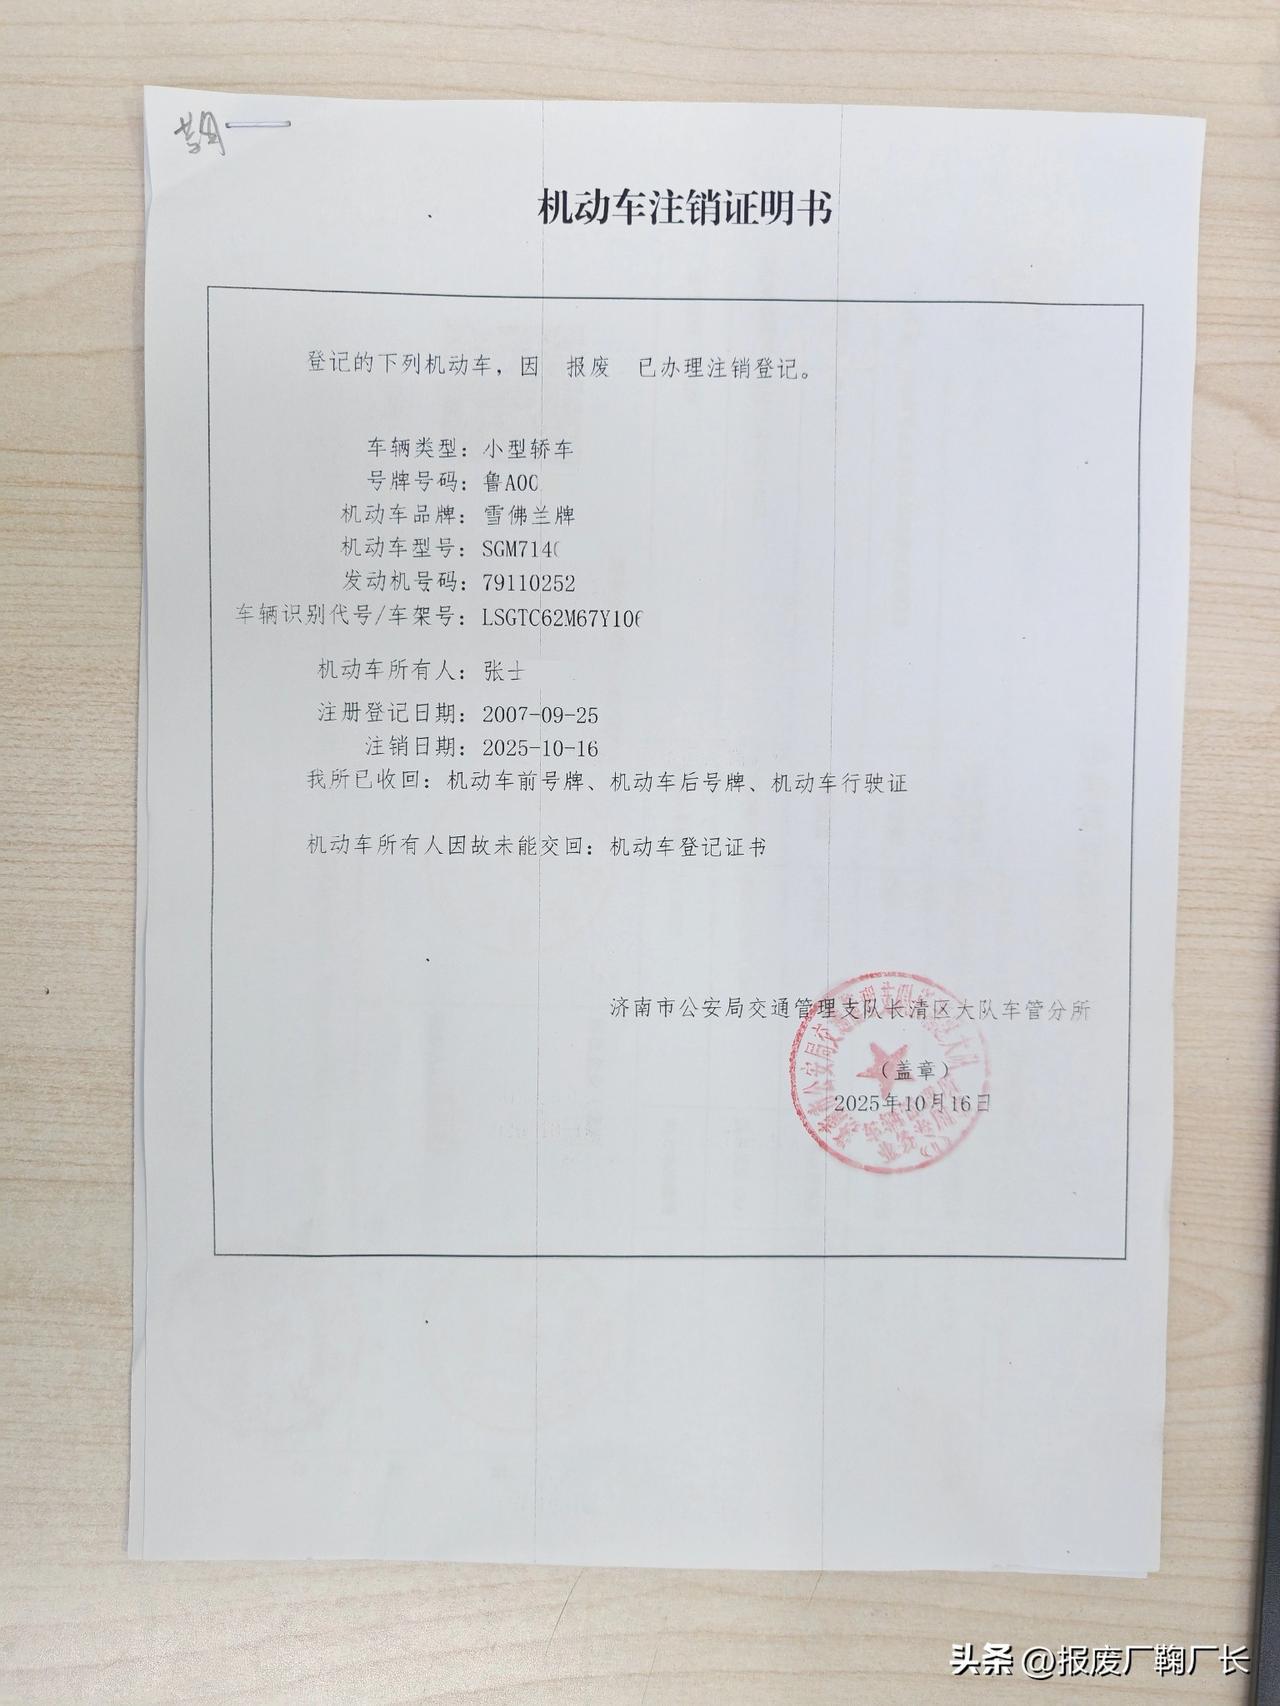 机动车注销证明书
登记的下列机动车，因 报废 已办理注销登记。
车辆类型：小型轿车
号牌号码：鲁A0
机动车品牌：雪佛兰牌
机动车型号：SGM714
发动机号码：79110252
车辆识别代号/车架号：LSGTC62M67Y10
机动车所有人：张士
注册登记日期：2007-09-25
注销日期：2025-10-16
我所已收回：机动车前号牌、机动车后号牌、机动车行驶证
机动车所有人因故未能交回：机动车登记证书
济南市公安局交通管理支队长清区大队车管分所
（盖章）
2025年10月16日
头条 @报废厂鞠厂长